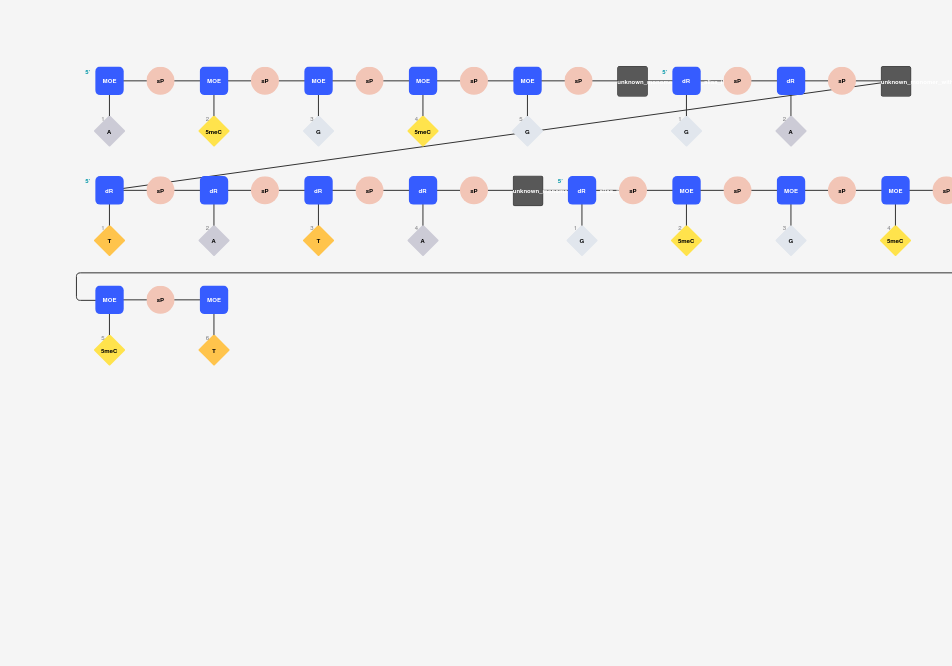 5' MOE sP MOE sP MOE sP MOE sP MOE sP unknown_ 5' dR sP dR sP unknown_
1 A 2 5meC 3 G 4 5meC 5 G 1 G 2 A
5' dR sP dR sP dR sP dR sP unknown_ 5' dR sP MOE sP MOE sP MOE sP
1 T 2 A 3 T 4 A 1 G 2 5meC 3 G 4 5meC
MOE sP MOE
5 5meC 6 T